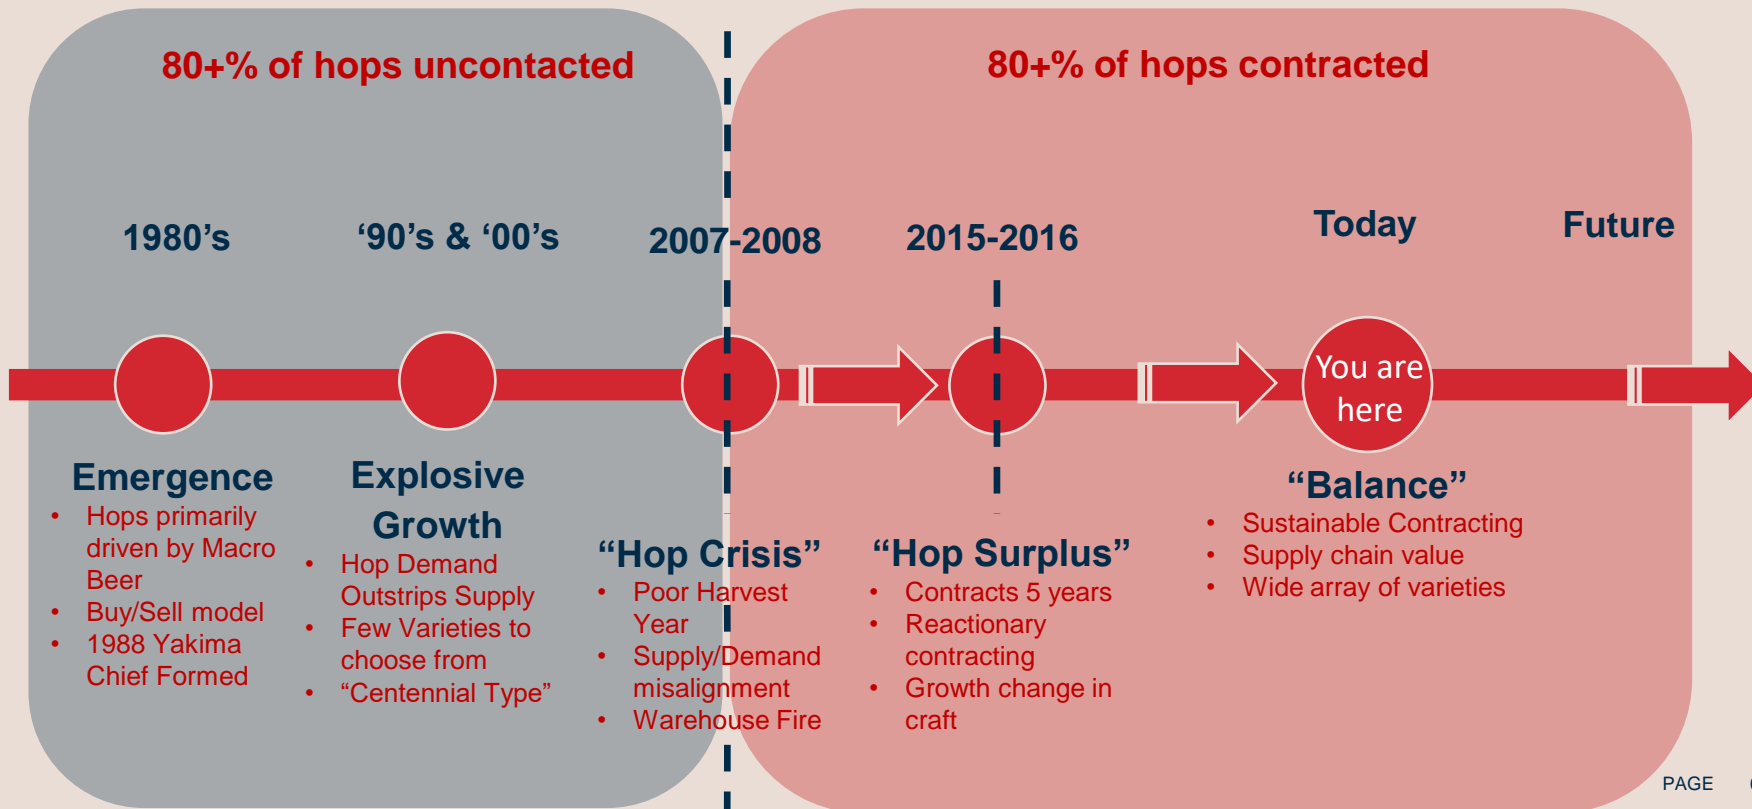 80+% of hops uncontacted
80+% of hops contracted
1980’s
‘90’s & ‘00’s
2007-2008
2015-2016
Today
Future
You are
here
Emergence
• Hops primarily
driven by Macro
Beer
• Buy/Sell model
• 1988 Yakima
Chief Formed
Explosive
Growth
• Hop Demand
Outstrips Supply
• Few Varieties to
choose from
• “Centennial Type”
“Hop Crisis”
• Poor Harvest
Year
• Supply/Demand
misalignment
• Warehouse Fire
“Hop Surplus”
• Contracts 5 years
• Reactionary
contracting
• Growth change in
craft
“Balance”
• Sustainable Contracting
• Supply chain value
• Wide array of varieties
PAGE